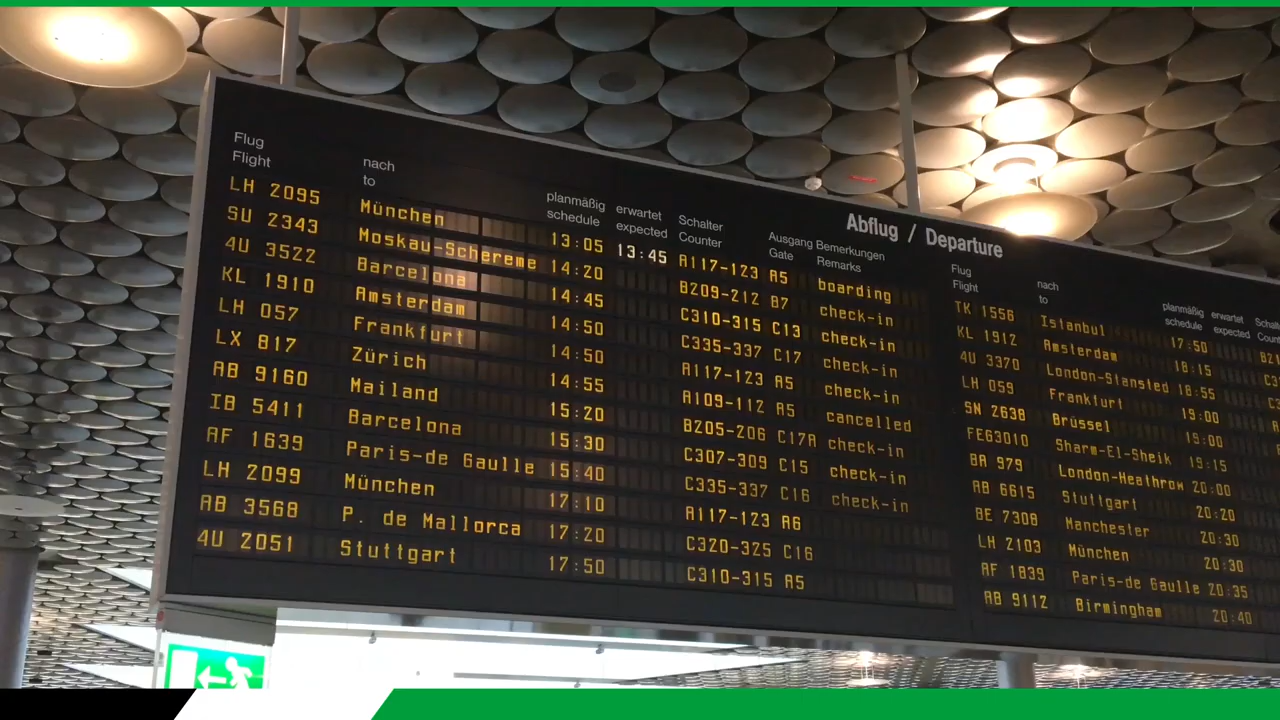 Abflug / Departure
Flug nach planmäßig erwartet Schalter Ausgang Bemerkungen
Flight to schedule expected Counter Gate Remarks
LH 2095 München 13:05 13:45 A117-123 A5 boarding
SU 2343 Moskau-Schereme 14:20 B209-212 B7 check-in
4U 3522 Barcelona 14:45 C310-315 C13 check-in
KL 1910 Amsterdam 14:50 C335-337 C17 check-in
LH 057 Frankfurt 14:50 A117-123 A5 check-in
LX 817 Zürich 14:55 A109-112 A5 cancelled
AB 9160 Mailand 15:20 B205-206 C17A check-in
IB 5411 Barcelona 15:30 C307-309 C15 check-in
AF 1639 Paris-de Gaulle 15:40 C335-337 C16 check-in
LH 2099 München 17:10 A117-123 A6
AB 3568 P. de Mallorca 17:20 C320-325 C16
4U 2051 Stuttgart 17:50 C310-315 A5
Flug nach planmäßig erwartet
Flight to schedule expected
TK 1556 Istanbul 17:50
KL 1912 Amsterdam 18:15
4U 3370 London-Stansted 18:55
LH 059 Frankfurt 19:00
SN 2638 Brüssel 19:00
FE63010 Sharm-El-Sheik 19:15
BA 979 London-Heathrow 20:00
AB 6615 Stuttgart 20:20
BE 7308 Manchester 20:30
LH 2103 München 20:30
AF 1839 Paris-de Gaulle 20:35
AB 9112 Birmingham 20:40